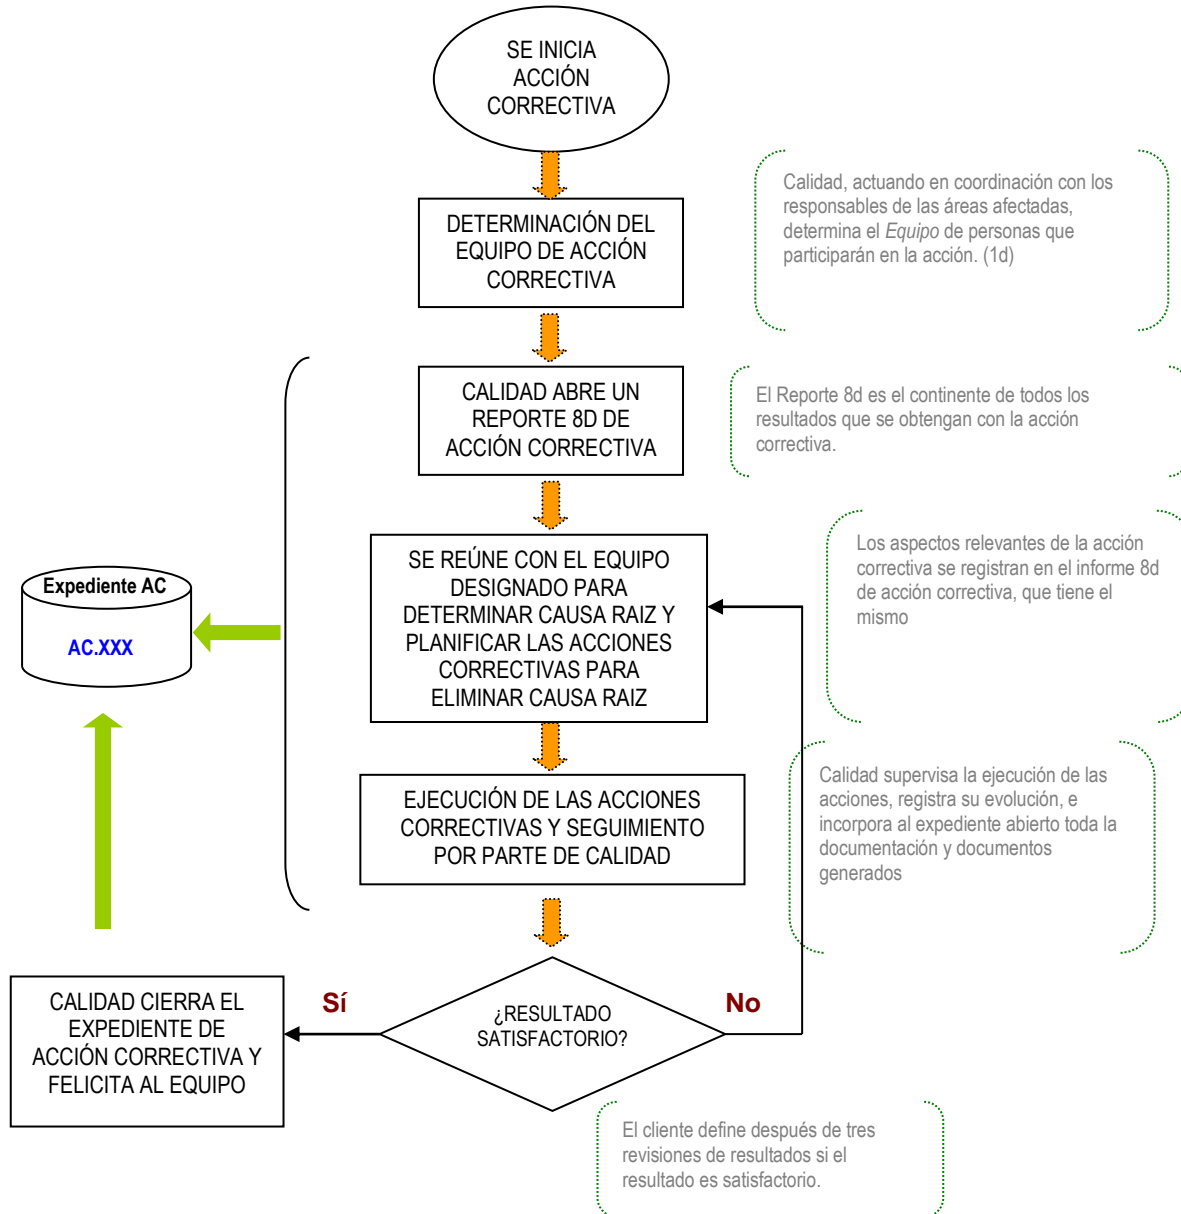 SE INICIA
ACCIÓN
CORRECTIVA
DETERMINACIÓN DEL
EQUIPO DE ACCIÓN
CORRECTIVA
Calidad, actuando en coordinación con los
responsables de las áreas afectadas,
determina el Equipo de personas que
participarán en la acción. (1d)
CALIDAD ABRE UN
REPORTE 8D DE
ACCIÓN CORRECTIVA
El Reporte 8d es el continente de todos los
resultados que se obtengan con la acción
correctiva.
SE REÚNE CON EL EQUIPO
DESIGNADO PARA
DETERMINAR CAUSA RAIZ Y
PLANIFICAR LAS ACCIONES
CORRECTIVAS PARA
ELIMINAR CAUSA RAIZ
Los aspectos relevantes de la acción
correctiva se registran en el informe 8d
de acción correctiva, que tiene el
mismo
Expediente AC
AC.XXX
EJECUCIÓN DE LAS ACCIONES
CORRECTIVAS Y SEGUIMIENTO
POR PARTE DE CALIDAD
Calidad supervisa la ejecución de las
acciones, registra su evolución, e
incorpora al expediente abierto toda la
documentación y documentos
generados
¿RESULTADO
SATISFACTORIO?
Sí
No
CALIDAD CIERRA EL
EXPEDIENTE DE
ACCIÓN CORRECTIVA Y
FELICITA AL EQUIPO
El cliente define después de tres
revisiones de resultados si el
resultado es satisfactorio.